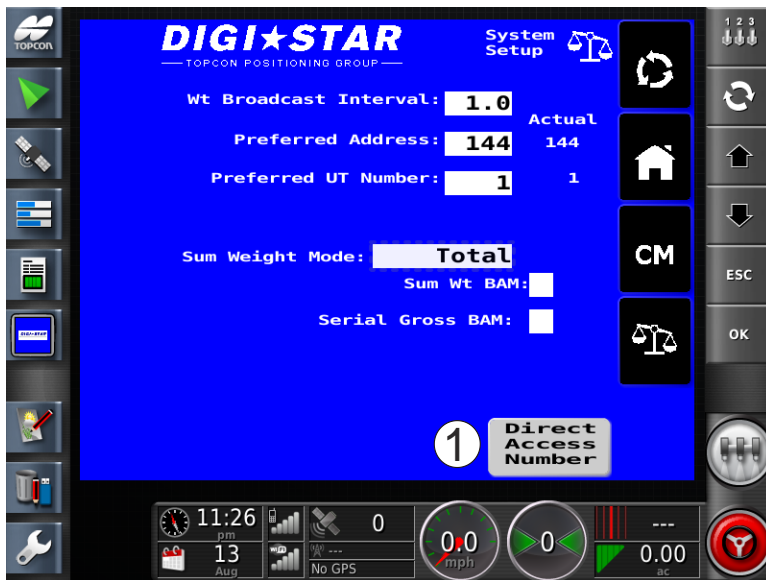 TOPCON
DIGI★STAR
TOPCON POSITIONING GROUP
System
Setup
Wt Broadcast Interval: 1.0
Actual
Preferred Address: 144 144
Preferred UT Number: 1 1
Sum Weight Mode: Total
Sum Wt BAM:
Serial Gross BAM:
1
Direct
Access
Number
CM
1 2 3
ESC
OK
DIGI★STAR
11:26
pm
13
Aug
WiFi
0
---
No GPS
0.0
mph
0
---
0.00
ac